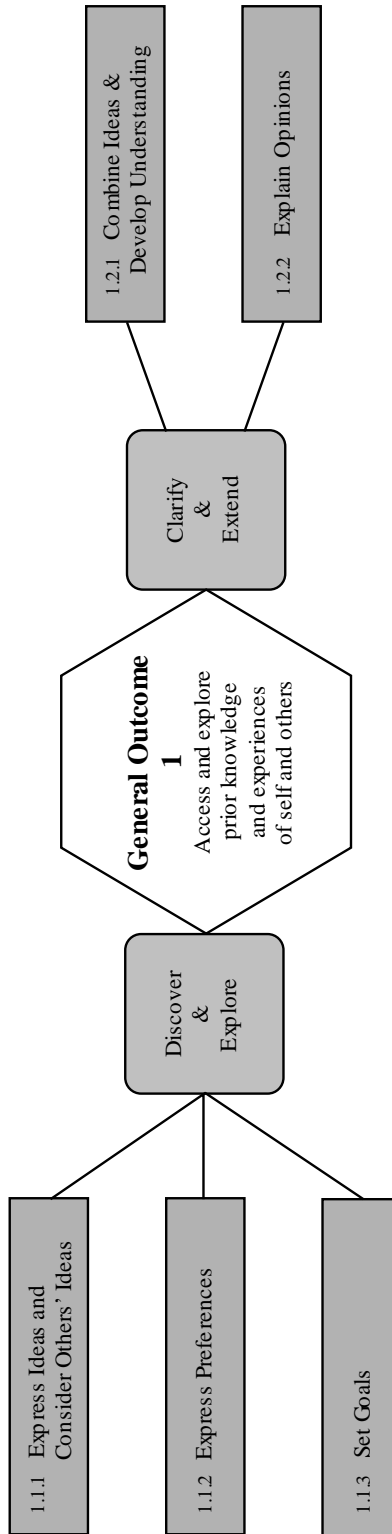 1.1.1 Express Ideas and
Consider Others’ Ideas
1.1.2 Express Preferences
1.1.3 Set Goals
Discover
&
Explore
General Outcome
1
Access and explore
prior knowledge
and experiences
of self and others
Clarify
&
Extend
1.2.1 Combine Ideas &
Develop Understanding
1.2.2 Explain Opinions